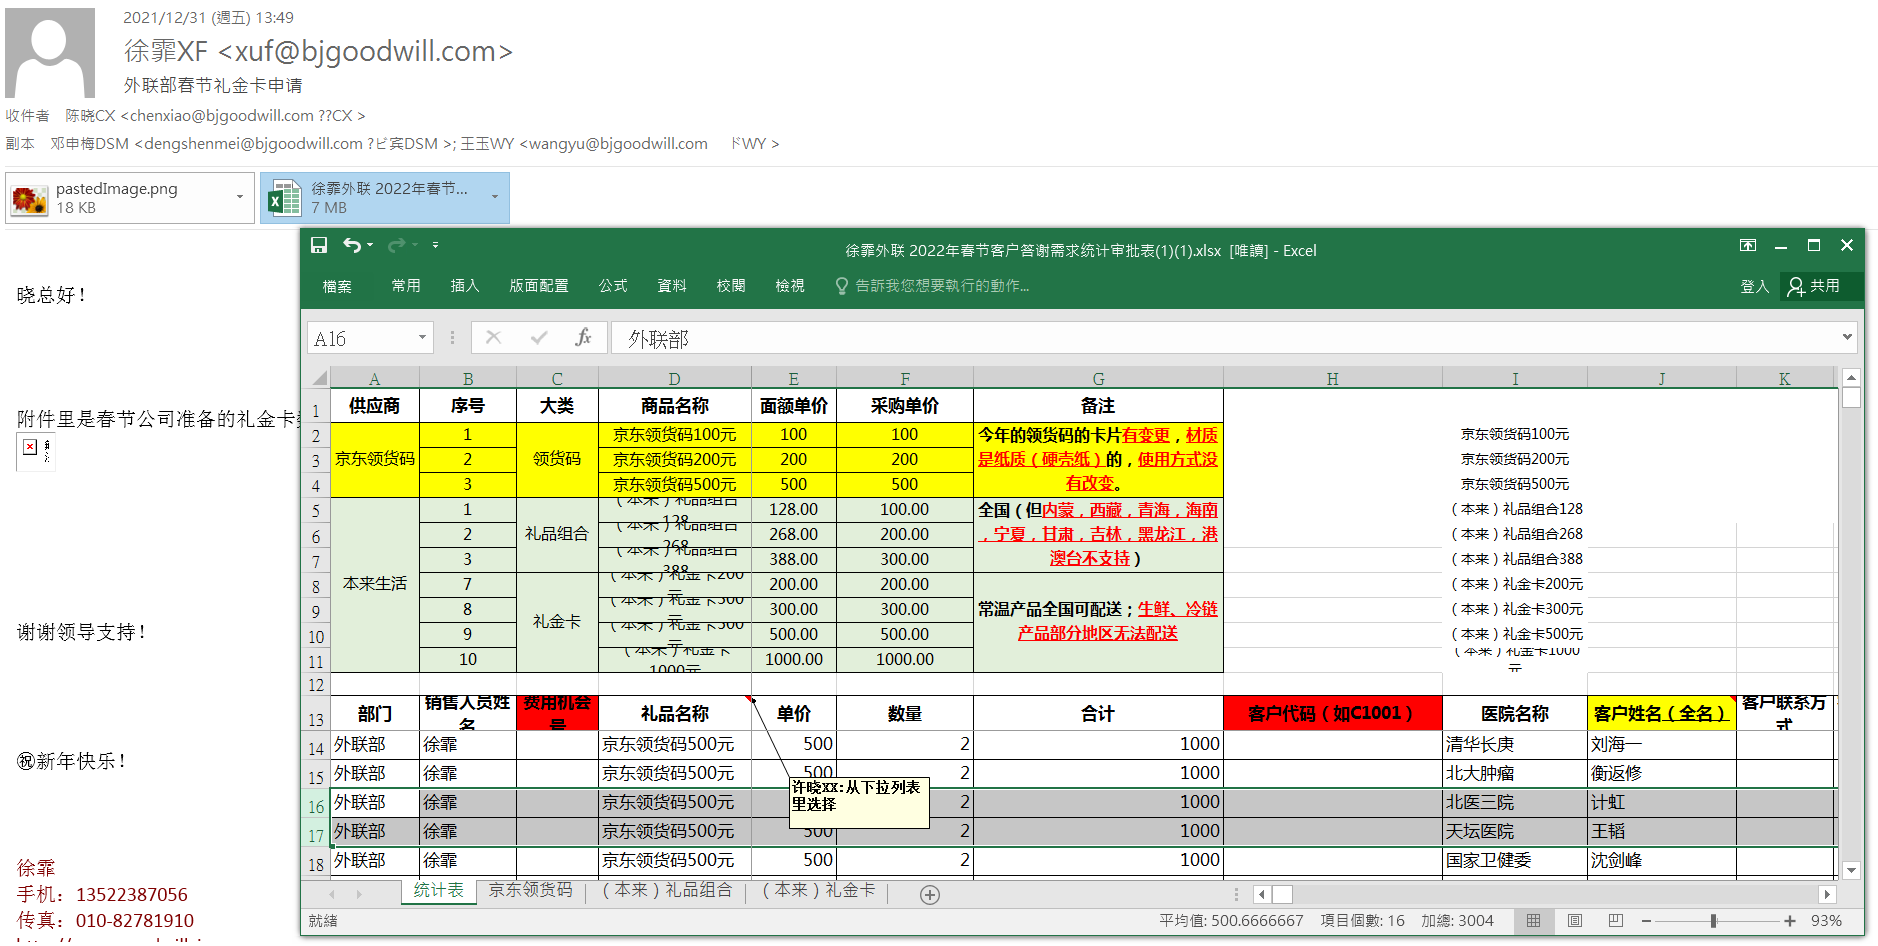 2021/12/31 (週五) 13:49
徐霏XF <xuf@bjgoodwill.com>
外联部春节礼金卡申请
收件者 陈晓CX <chenxiao@bjgoodwill.com ??CX >
副本 邓申梅DSM <dengshenmei@bjgoodwill.com ?ビ宾DSM >; 王玉WY <wangyu@bjgoodwill.com ドWY >
pastedImage.png
18 KB
徐霏外联 2022年春节...
7 MB
晓总好！
附件里是春节公司准备的礼金卡
谢谢领导支持！
㊗新年快乐！
徐霏
手机：13522387056
传真：010-82781910
徐霏外联 2022年春节客户答谢需求统计审批表(1)(1).xlsx [唯讀] - Excel
檔案 常用 插入 版面配置 公式 資料 校閱 檢視 告訴我您想要執行的動作... 登入 共用
A16 fx 外联部
A B C D E F G H I J K
1 供应商 序号 大类 商品名称 面额单价 采购单价 备注
2 京东领货码 1 领货码 京东领货码100元 100 100 今年的领货码的卡片有变更，材质是纸质（硬壳纸）的，使用方式没有改变。 京东领货码100元
3 2 京东领货码200元 200 200 京东领货码200元
4 3 京东领货码500元 500 500 京东领货码500元
5 本来生活 1 礼品组合 （本来）礼品组合128 128.00 100.00 全国（但内蒙，西藏，青海，海南，宁夏，甘肃，吉林，黑龙江，港澳台不支持） （本来）礼品组合128
6 2 （本来）礼品组合268 268.00 200.00 （本来）礼品组合268
7 3 （本来）礼品组合388 388.00 300.00 （本来）礼品组合388
8 7 礼金卡 （本来）礼金卡200元 200.00 200.00 常温产品全国可配送；生鲜、冷链产品部分地区无法配送 （本来）礼金卡200元
9 8 （本来）礼金卡300元 300.00 300.00 （本来）礼金卡300元
10 9 （本来）礼金卡500元 500.00 500.00 （本来）礼金卡500元
11 10 （本来）礼金卡1000元 1000.00 1000.00 （本来）礼金卡1000元
12
13 部门 销售人员姓名 费用机会号 礼品名称 单价 数量 合计 客户代码（如C1001） 医院名称 客户姓名（全名） 客户联系方式
14 外联部 徐霏 京东领货码500元 500 2 1000 清华长庚 刘海一
15 外联部 徐霏 京东领货码500元 500 2 1000 北大肿瘤 衡返修
16 外联部 徐霏 京东领货码500元 2 1000 北医三院 计虹
17 外联部 徐霏 京东领货码500元 500 2 1000 天坛医院 王韬
18 外联部 徐霏 京东领货码500元 500 2 1000 国家卫健委 沈剑峰
许晓XX:从下拉列表
里选择
统计表 京东领货码 （本来）礼品组合 （本来）礼金卡
就緒 平均值: 500.6666667 項目個數: 16 加總: 3004 93%